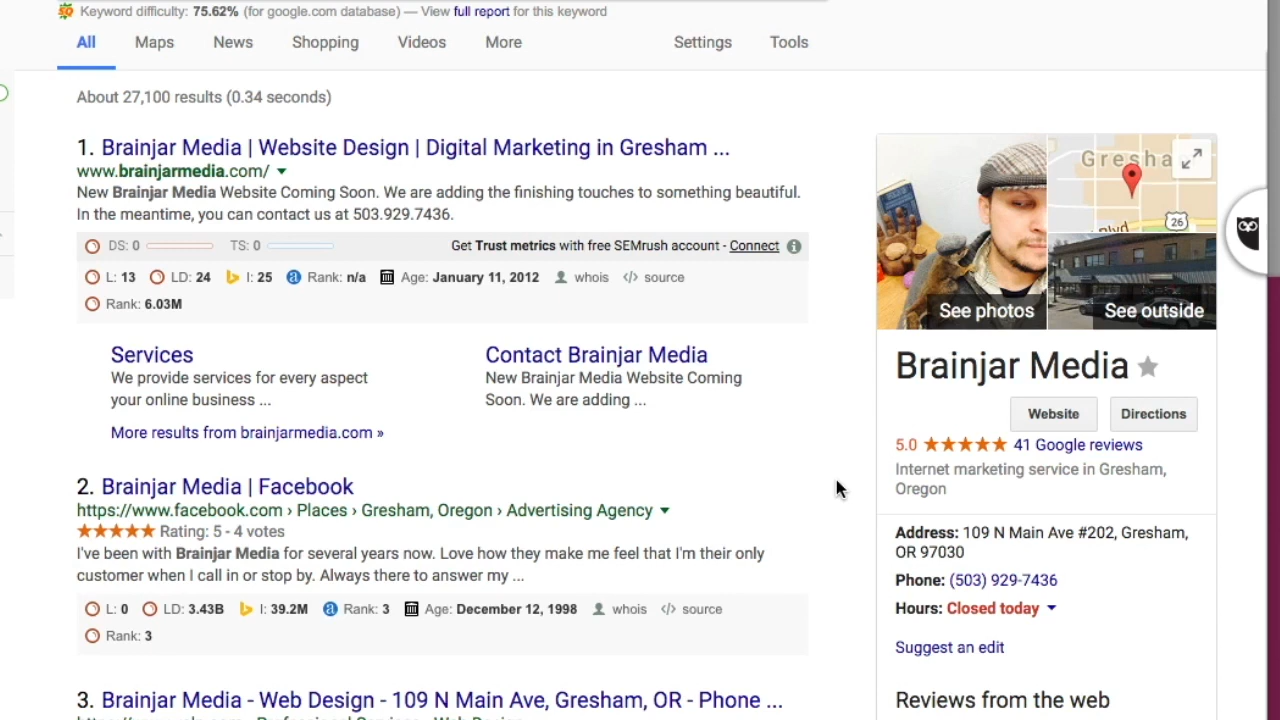 Keyword difficulty: 75.62% (for google.com database) — View full report for this keyword
All Maps News Shopping Videos More Settings Tools
About 27,100 results (0.34 seconds)
1. Brainjar Media | Website Design | Digital Marketing in Gresham ...
www.brainjarmedia.com/
New Brainjar Media Website Coming Soon. We are adding the finishing touches to something beautiful.
In the meantime, you can contact us at 503.929.7436.
DS: 0 TS: 0 Get Trust metrics with free SEMrush account - Connect
L: 13 LD: 24 I: 25 Rank: n/a Age: January 11, 2012 whois </> source
Rank: 6.03M
Services
We provide services for every aspect
your online business ...
Contact Brainjar Media
New Brainjar Media Website Coming
Soon. We are adding ...
More results from brainjarmedia.com »
2. Brainjar Media | Facebook
https://www.facebook.com › Places › Gresham, Oregon › Advertising Agency
Rating: 5 - 4 votes
I've been with Brainjar Media for several years now. Love how they make me feel that I'm their only
customer when I call in or stop by. Always there to answer my ...
L: 0 LD: 3.43B I: 39.2M Rank: 3 Age: December 12, 1998 whois </> source
Rank: 3
3. Brainjar Media - Web Design - 109 N Main Ave, Gresham, OR - Phone ...
Gresha
26
See photos
See outside
Brainjar Media
Website Directions
5.0 41 Google reviews
Internet marketing service in Gresham,
Oregon
Address: 109 N Main Ave #202, Gresham,
OR 97030
Phone: (503) 929-7436
Hours: Closed today
Suggest an edit
Reviews from the web